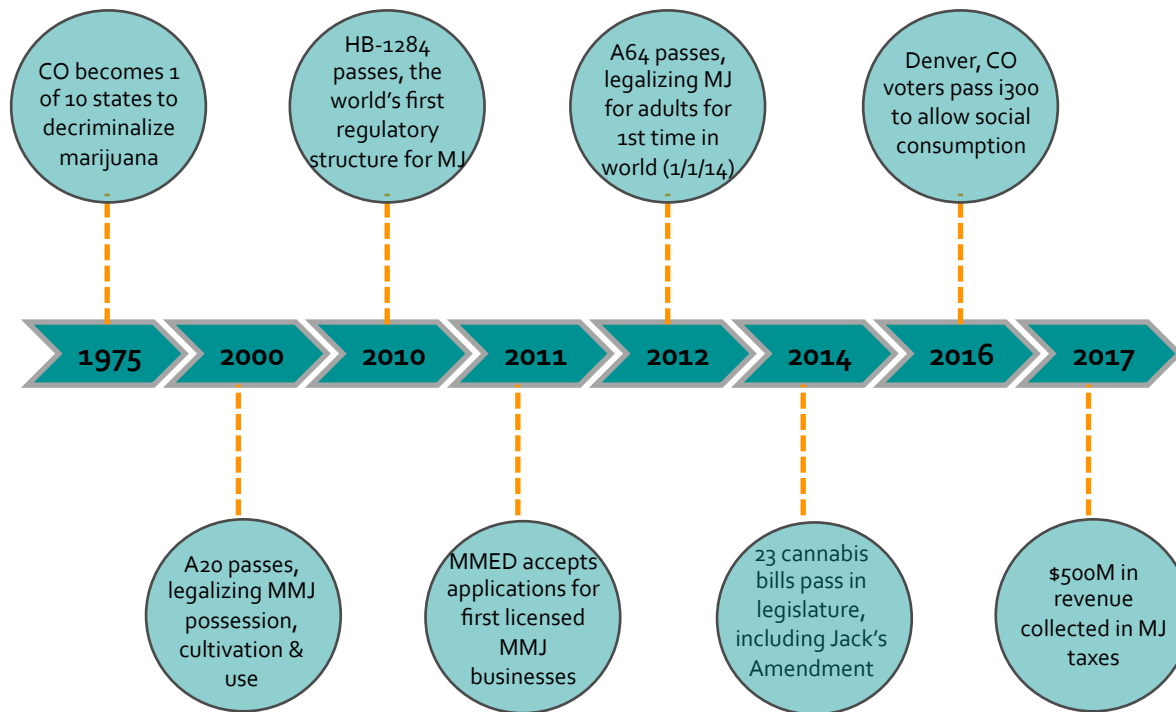 CO becomes 1
of 10 states to
decriminalize
marijuana
HB-1284
passes, the
world's first
regulatory
structure for MJ
A64 passes,
legalizing MJ
for adults for
1st time in
world (1/1/14)
Denver, CO
voters pass i300
to allow social
consumption
1975
2000
2010
2011
2012
2014
2016
2017
A20 passes,
legalizing MMJ
possession,
cultivation &
use
MMED accepts
applications for
first licensed
MMJ
businesses
23 cannabis
bills pass in
legislature,
including Jack's
Amendment
$500M in
revenue
collected in MJ
taxes